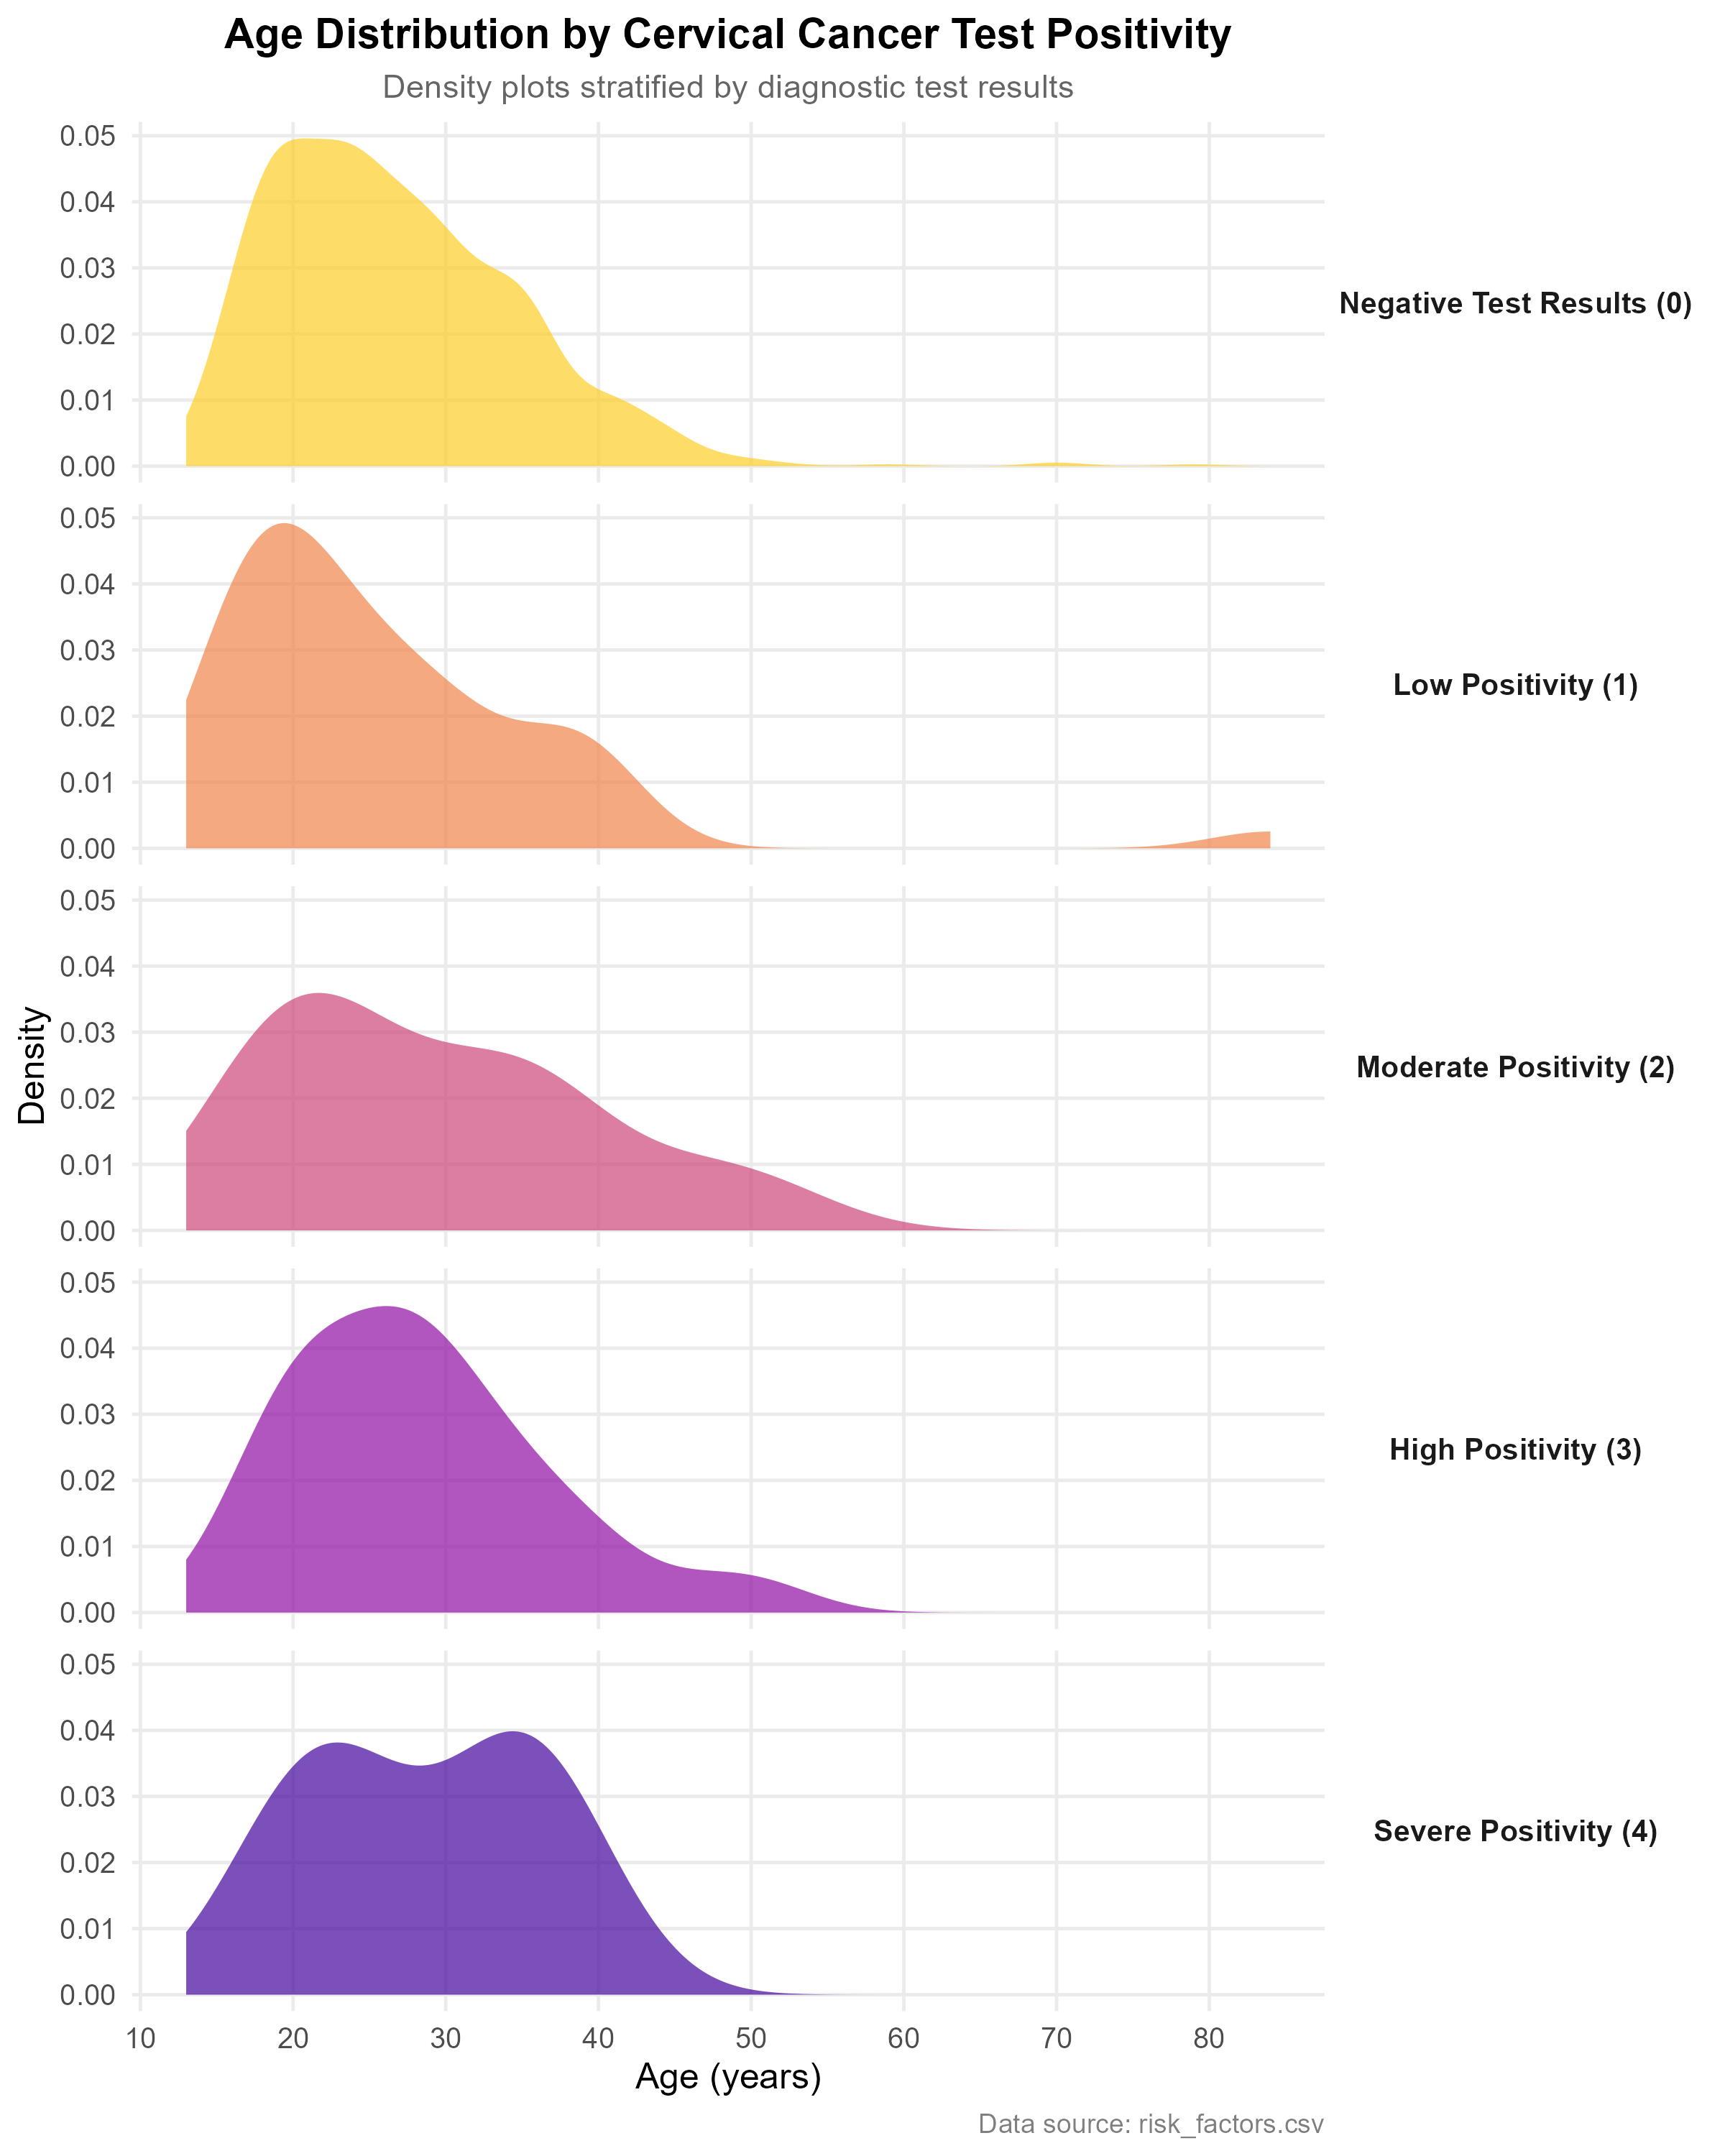 Age Distribution by Cervical Cancer Test Positivity
Density plots stratified by diagnostic test results
0.05
0.04
0.03
0.02
0.01
0.00
Negative Test Results (0)
0.05
0.04
0.03
0.02
0.01
0.00
Low Positivity (1)
0.05
0.04
0.03
0.02
0.01
0.00
Moderate Positivity (2)
Density
0.05
0.04
0.03
0.02
0.01
0.00
High Positivity (3)
0.05
0.04
0.03
0.02
0.01
0.00
Severe Positivity (4)
10 20 30 40 50 60 70 80
Age (years)
Data source: risk_factors.csv